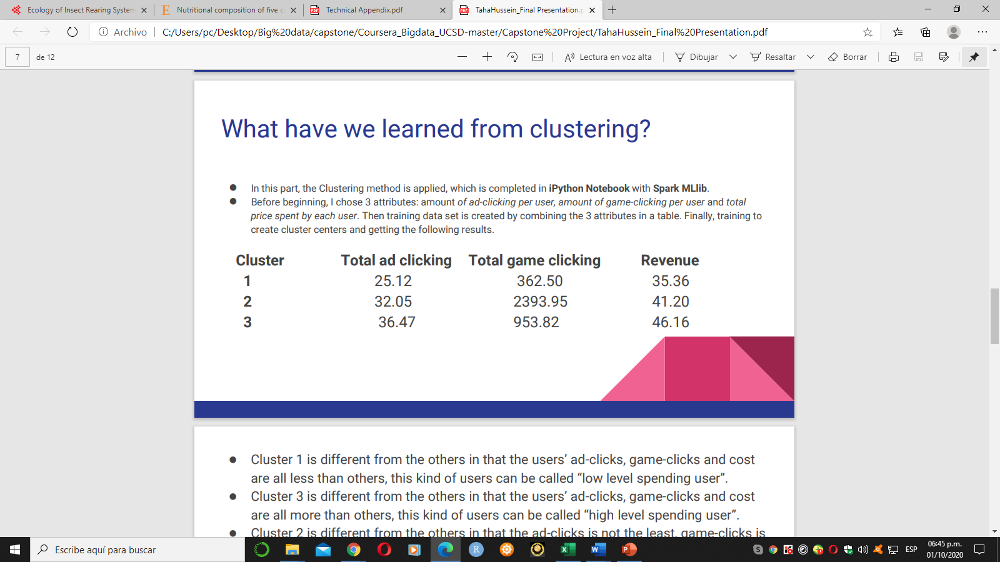 Ecology of Insect Rearing System
Nutritional composition of five c
Technical Appendix.pdf
TahaHussein_Final Presentation.p
Archivo
C:/Users/pc/Desktop/Big%20data/capstone/Coursera_Bigdata_UCSD-master/Capstone%20Project/TahaHussein_Final%20Presentation.pdf
7 de 12
Lectura en voz alta
Dibujar
Resaltar
Borrar
What have we learned from clustering?
● In this part, the Clustering method is applied, which is completed in iPython Notebook with Spark MLlib.
● Before beginning, I chose 3 attributes: amount of ad-clicking per user, amount of game-clicking per user and total
price spent by each user. Then training data set is created by combining the 3 attributes in a table. Finally, training to
create cluster centers and getting the following results.
Cluster Total ad clicking Total game clicking Revenue
1 25.12 362.50 35.36
2 32.05 2393.95 41.20
3 36.47 953.82 46.16
● Cluster 1 is different from the others in that the users’ ad-clicks, game-clicks and cost
are all less than others, this kind of users can be called “low level spending user”.
● Cluster 3 is different from the others in that the users’ ad-clicks, game-clicks and cost
are all more than others, this kind of users can be called “high level spending user”.
● Cluster 2 is different from the others in that the ad-clicks is not the least, game-clicks is
Escribe aquí para buscar
ESP
06:45 p.m.
01/10/2020